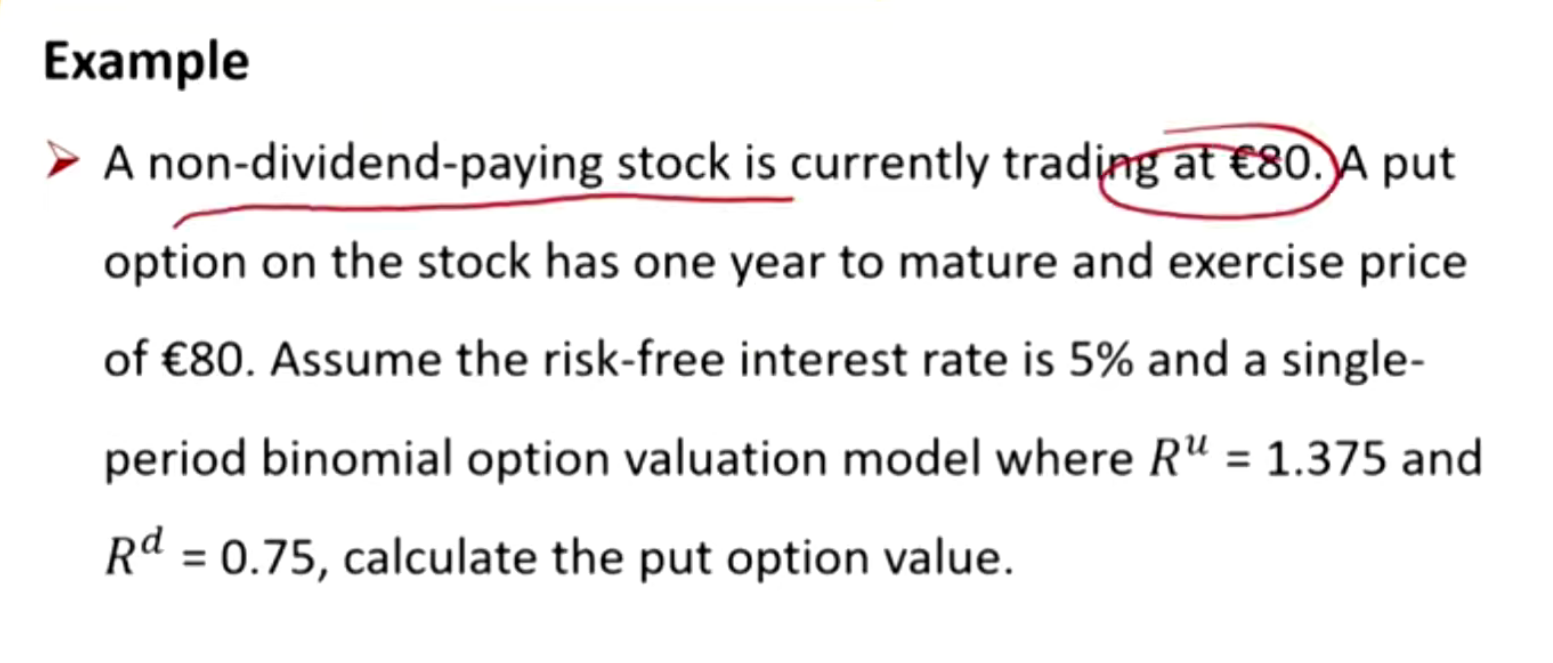 Example
A non-dividend-paying stock is currently trading at €80. A put
option on the stock has one year to mature and exercise price
of €80. Assume the risk-free interest rate is 5% and a single-
period binomial option valuation model where Rᵘ = 1.375 and
Rᵈ = 0.75, calculate the put option value.